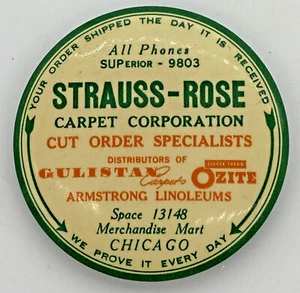 YOUR ORDER SHIPPED THE DAY IT IS RECEIVED
All Phones
SUPERIOR - 9803
STRAUSS-ROSE
CARPET CORPORATION
CUT ORDER SPECIALISTS
DISTRIBUTORS OF
GULISTAN Carpets
OZITE
ARMSTRONG LINOLEUMS
Space 13148
Merchandise Mart
CHICAGO
WE PROVE IT EVERY DAY